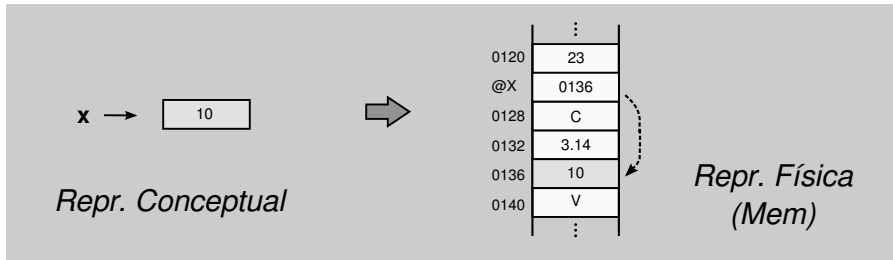 x
10
Repr. Conceptual
0120 23
@X 0136
0128 C
0132 3.14
0136 10
0140 V
Repr. Física
(Mem)